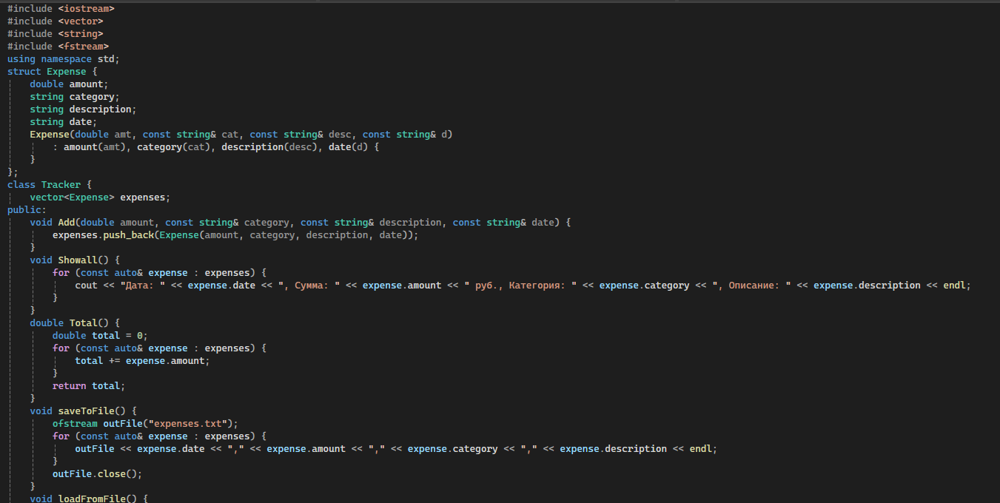 #include <iostream>
#include <vector>
#include <string>
#include <fstream>
using namespace std;
struct Expense {
    double amount;
    string category;
    string description;
    string date;
    Expense(double amt, const string& cat, const string& desc, const string& d)
        : amount(amt), category(cat), description(desc), date(d) {
    }
};
class Tracker {
    vector<Expense> expenses;
public:
    void Add(double amount, const string& category, const string& description, const string& date) {
        expenses.push_back(Expense(amount, category, description, date));
    }
    void Showall() {
        for (const auto& expense : expenses) {
            cout << "Дата: " << expense.date << ", Сумма: " << expense.amount << " руб., Категория: " << expense.category << ", Описание: " << expense.description << endl;
        }
    }
    double Total() {
        double total = 0;
        for (const auto& expense : expenses) {
            total += expense.amount;
        }
        return total;
    }
    void saveToFile() {
        ofstream outFile("expenses.txt");
        for (const auto& expense : expenses) {
            outFile << expense.date << "," << expense.amount << "," << expense.category << "," << expense.description << endl;
        }
        outFile.close();
    }
    void loadFromFile() {